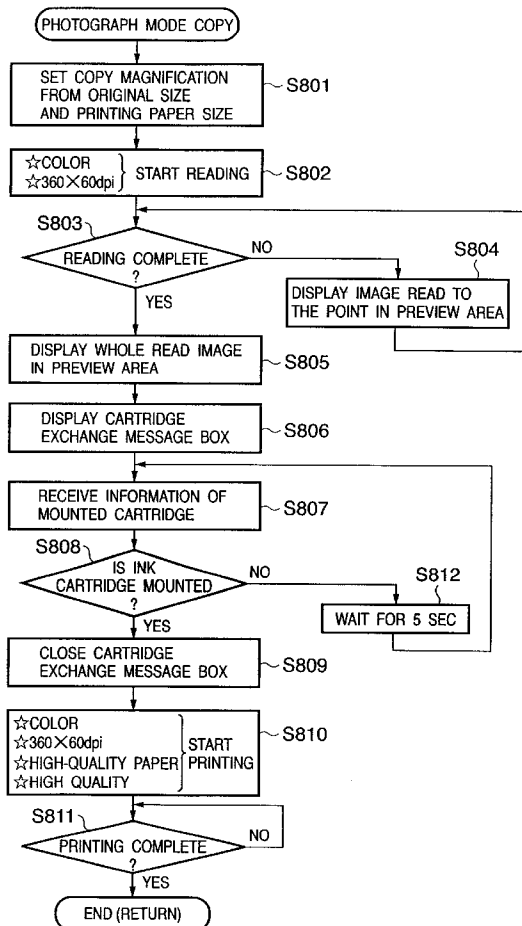 PHOTOGRAPH MODE COPY
SET COPY MAGNIFICATION
FROM ORIGINAL SIZE
AND PRINTING PAPER SIZE
S801
☆COLOR
☆360×60dpi
START READING
S802
S803
READING COMPLETE
?
NO
YES
S804
DISPLAY IMAGE READ TO
THE POINT IN PREVIEW AREA
DISPLAY WHOLE READ IMAGE
IN PREVIEW AREA
S805
DISPLAY CARTRIDGE
EXCHANGE MESSAGE BOX
S806
RECEIVE INFORMATION OF
MOUNTED CARTRIDGE
S807
S808
IS INK
CARTRIDGE MOUNTED
?
NO
YES
S812
WAIT FOR 5 SEC
CLOSE CARTRIDGE
EXCHANGE MESSAGE BOX
S809
☆COLOR
☆360×60dpi
☆HIGH-QUALITY PAPER
☆HIGH QUALITY
START
PRINTING
S810
S811
PRINTING COMPLETE
?
NO
YES
END (RETURN)